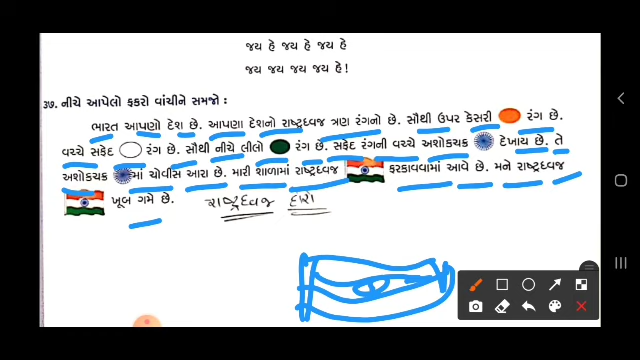 જય હે જય હે જય હે
જય જય જય જય હે!
૩૭. નીચે આપેલો ફકરો વાંચીને સમજો :
ભારત આપણો દેશ છે. આપણા દેશનો રાષ્ટ્રધ્વજ ત્રણ રંગનો છે. સૌથી ઉપર કેસરી રંગ છે.
વચ્ચે સફેદ રંગ છે. સૌથી નીચે લીલો રંગ છે. સફેદ રંગની વચ્ચે અશોકચક્ર દેખાય છે. તે
અશોકચક્ર માં ચોવીસ આરા છે. મારી શાળામાં રાષ્ટ્રધ્વજ ફરકાવવામાં આવે છે. મને રાષ્ટ્રધ્વજ
ખૂબ ગમે છે. રાષ્ટ્રધ્વજ